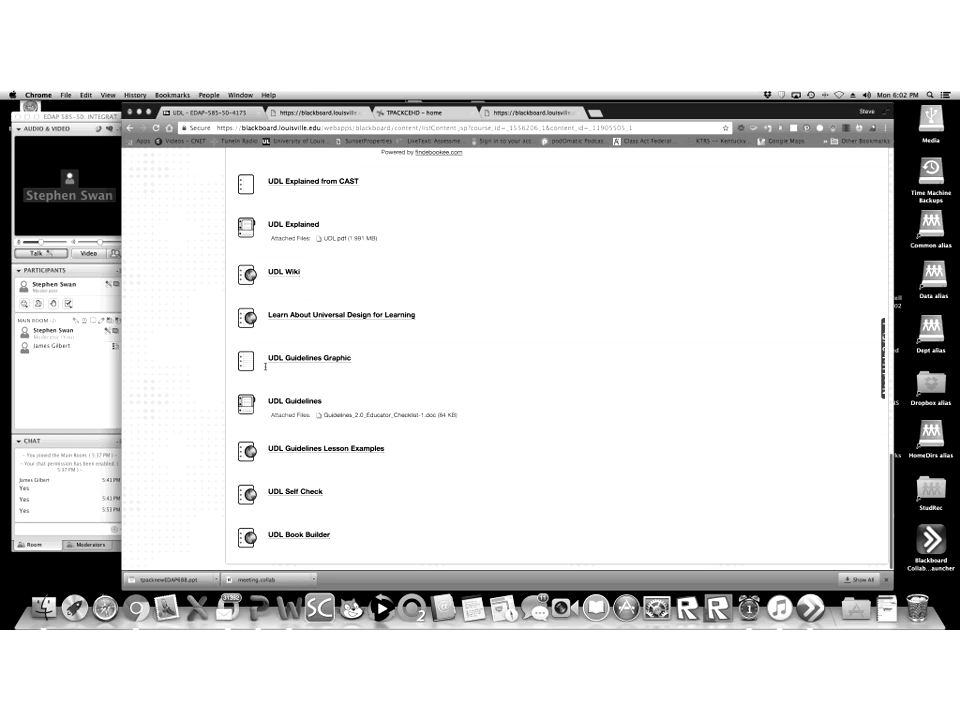 Chrome File Edit View History Bookmarks People Window Help
Mon 6:02 PM
EDAP 585-50: INTEGRAT
AUDIO & VIDEO
Stephen Swan
Talk
Video
PARTICIPANTS
Stephen Swan
Moderator
MAIN ROOM
Stephen Swan
Moderator (You)
James Gilbert
CHAT
- You joined the Main Room. ( 5:37 PM ) -
- Your chat permission has been enabled. (
5:37 PM ) -
James Gilbert 5:41 PM
Yes
Yes 5:41 PM
Yes 5:53 PM
Room
Moderators
UDL - EDAP-585-50-4175
https://blackboard.louisville.
TPACKCEHD - home
https://blackboard.louisville.
Steve
Secure
https://blackboard.louisville.edu/webapps/blackboard/content/listContent.jsp?course_id=_1556206_1&content_id=_11905505_1
Apps
Videos - CNET
TuneIn Radio
University of Louis...
SunsetProperties
LiveText: Assessme
Sign in to your acc
podOmatic Podcas..
Class Act Federal..
KTRS — Kentucky..
Google Maps
Other Bookmarks
Powered by findebookee.com
UDL Explained from CAST
UDL Explained
Attached Files: UDL.pdf (1.991 MB)
UDL Wiki
Learn About Universal Design for Learning
UDL Guidelines Graphic
UDL Guidelines
Attached Files: Guidelines_2.0_Educator_Checklist-1.doc (64 KB)
UDL Guidelines Lesson Examples
UDL Self Check
UDL Book Builder
tpacknewEDAP688.ppt
meeting.collab
Show All
Media
Time Machine
Backups
Common alias
Data alias
Dept alias
Dropbox alias
HomeDirs alias
StudRec
Blackboard
Collab...auncher